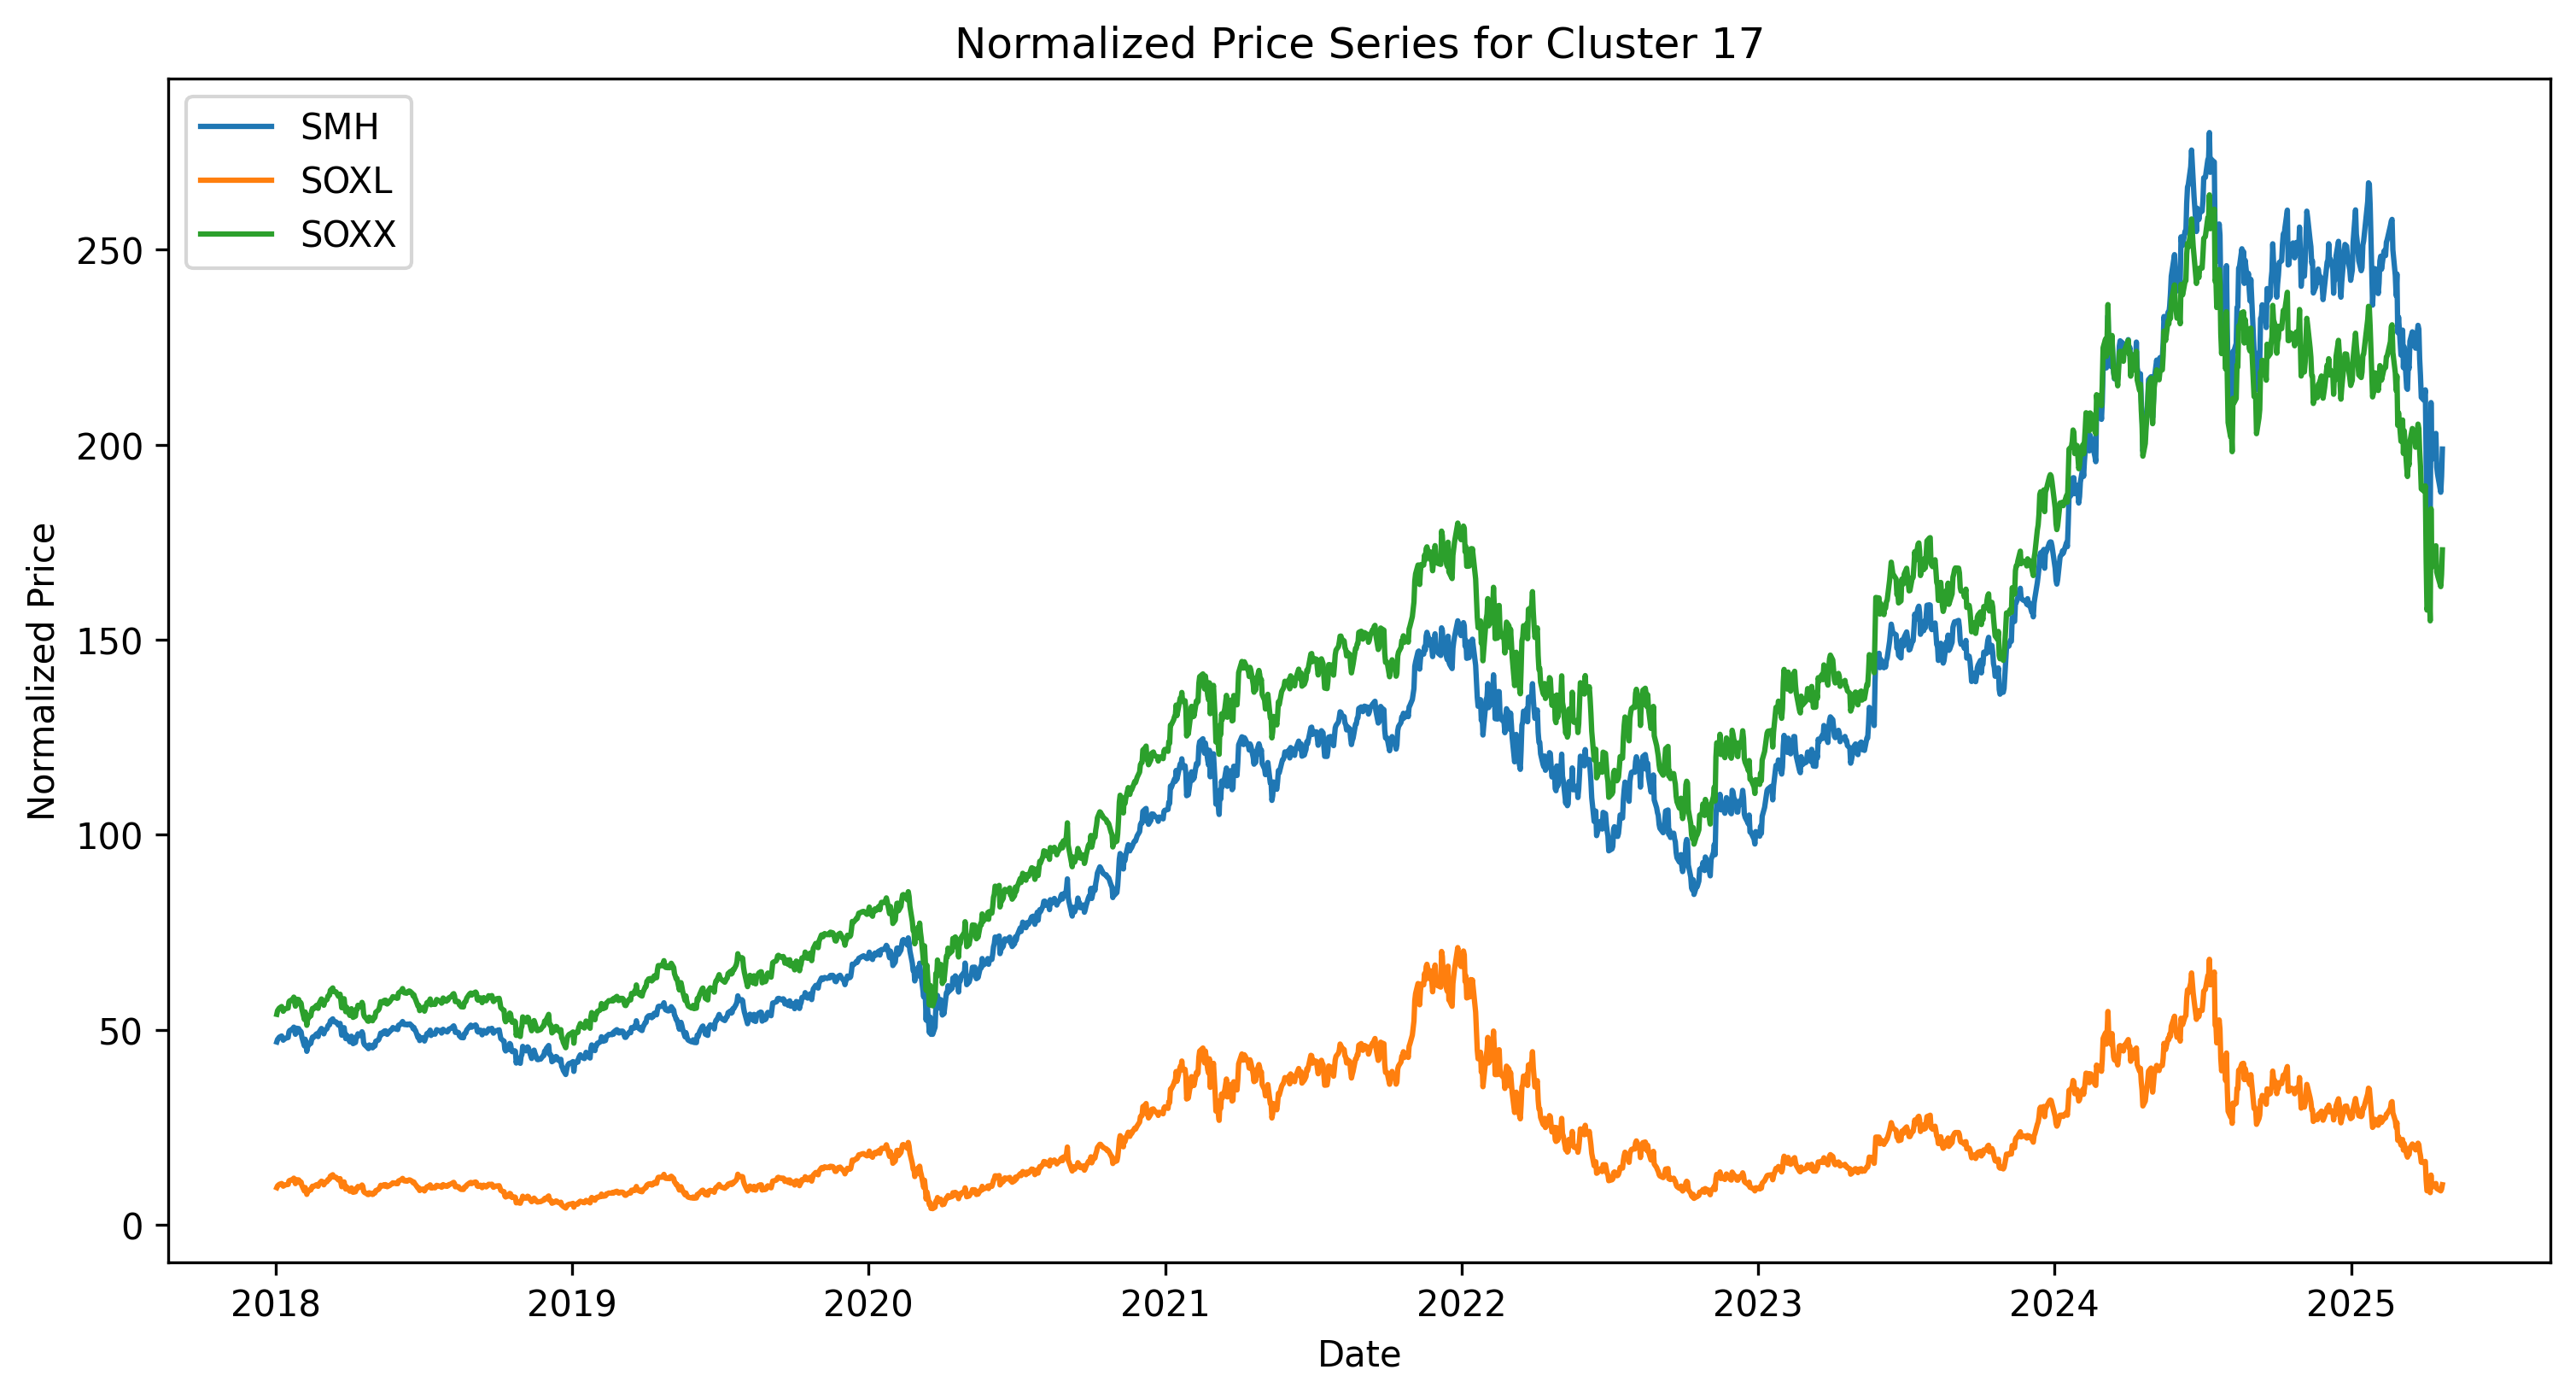 Normalized Price Series for Cluster 17
SMH
SOXL
SOXX
Normalized Price
250
200
150
100
50
0
2018 2019 2020 2021 2022 2023 2024 2025
Date